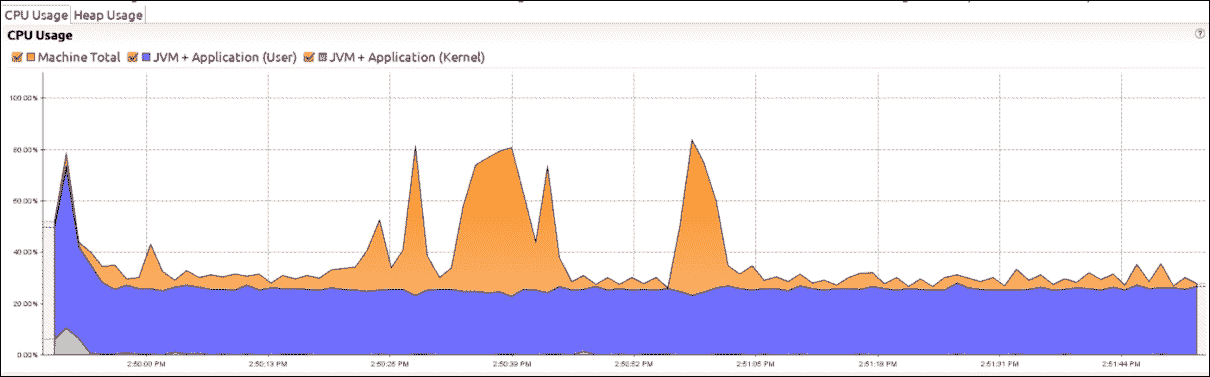 CPU Usage Heap Usage
CPU Usage
Machine Total JVM + Application (User) JVM + Application (Kernel)
100.00%
80.00%
60.00%
40.00%
20.00%
0.00%
2:50:00 PM 2:50:13 PM 2:50:26 PM 2:50:39 PM 2:50:52 PM 2:51:05 PM 2:51:18 PM 2:51:31 PM 2:51:44 PM